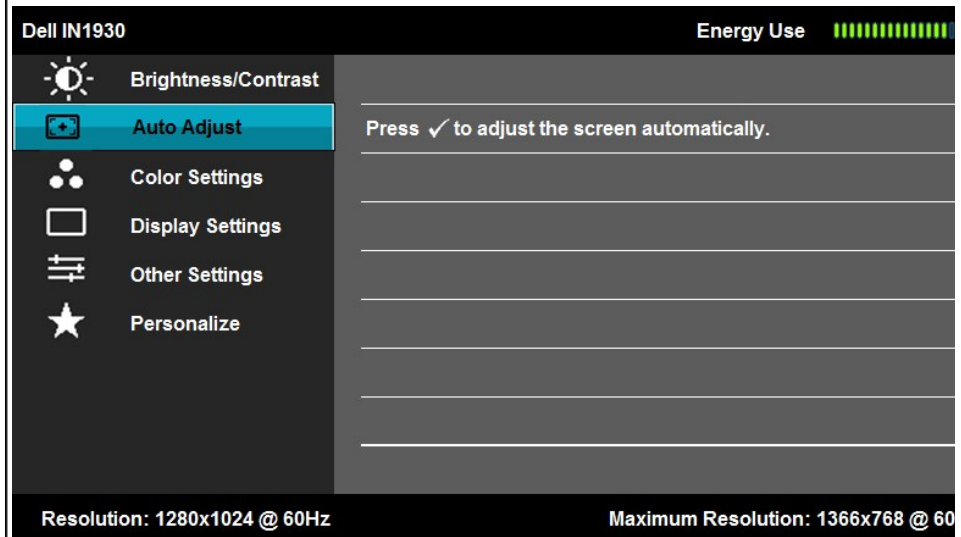 Dell IN1930 Energy Use
Brightness/Contrast
Auto Adjust Press ✓ to adjust the screen automatically.
Color Settings
Display Settings
Other Settings
Personalize
Resolution: 1280x1024 @ 60Hz Maximum Resolution: 1366x768 @ 60